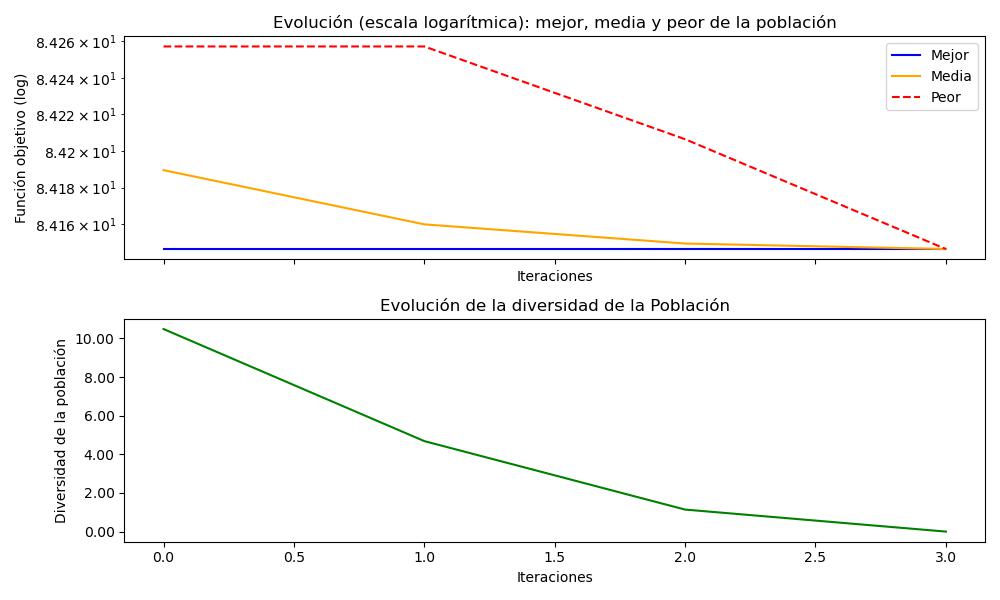 Evolución (escala logarítmica): mejor, media y peor de la población
Función objetivo (log)
8.426 × 10¹
8.424 × 10¹
8.422 × 10¹
8.42 × 10¹
8.418 × 10¹
8.416 × 10¹
Mejor
Media
Peor
Iteraciones
Evolución de la diversidad de la Población
Diversidad de la población
10.00
8.00
6.00
4.00
2.00
0.00
0.0 0.5 1.0 1.5 2.0 2.5 3.0
Iteraciones